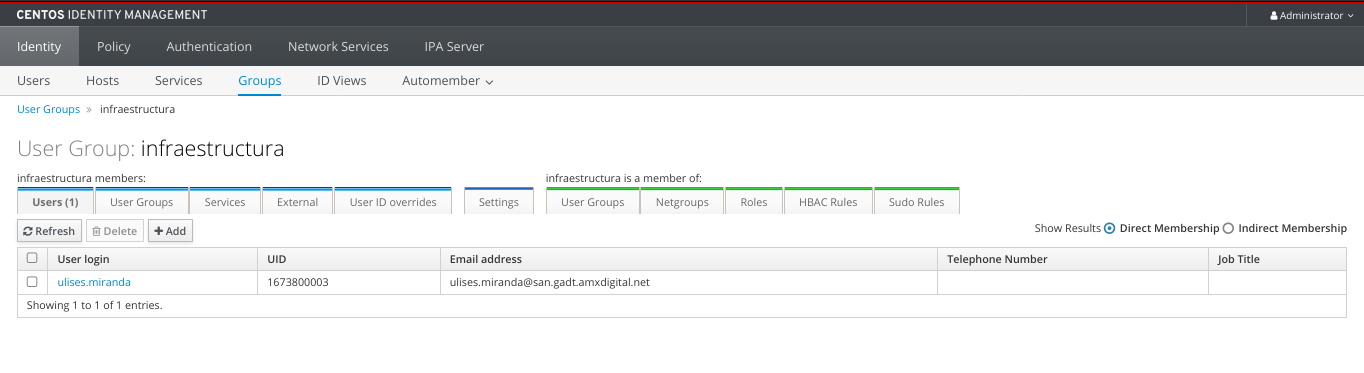 CENTOS IDENTITY MANAGEMENT Administrator
Identity Policy Authentication Network Services IPA Server
Users Hosts Services Groups ID Views Automember
User Groups » infraestructura
User Group: infraestructura
infraestructura members: infraestructura is a member of:
Users (1) User Groups Services External User ID overrides Settings User Groups Netgroups Roles HBAC Rules Sudo Rules
Refresh Delete Add Show Results Direct Membership Indirect Membership
User login UID Email address Telephone Number Job Title
ulises.miranda 1673800003 ulises.miranda@san.gadt.amxdigital.net
Showing 1 to 1 of 1 entries.